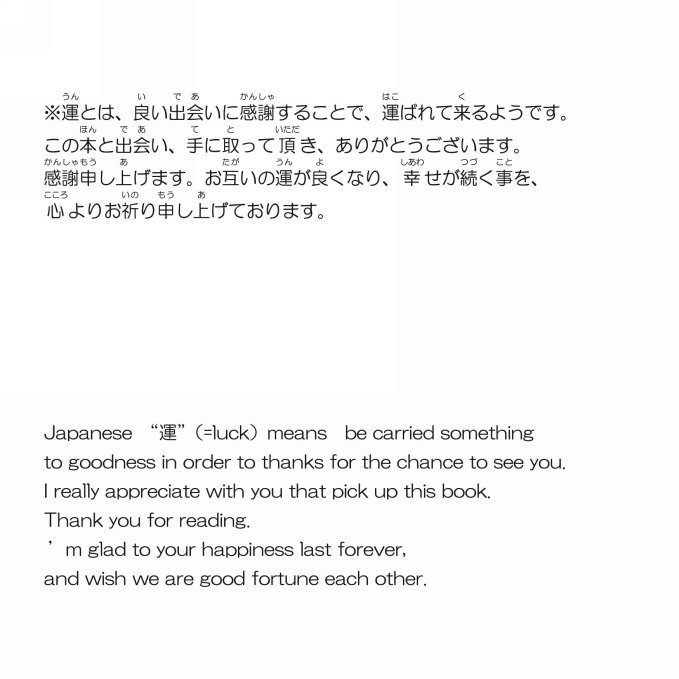 ※運とは、良い出会いに感謝することで、運ばれて来るようです。
この本と出会い、手に取って頂き、ありがとうございます。
感謝申し上げます。お互いの運が良くなり、幸せが続く事を、
心よりお祈り申し上げております。
Japanese “運”（=luck）means be carried something
to goodness in order to thanks for the chance to see you.
I really appreciate with you that pick up this book.
Thank you for reading.
’m glad to your happiness last forever,
and wish we are good fortune each other.